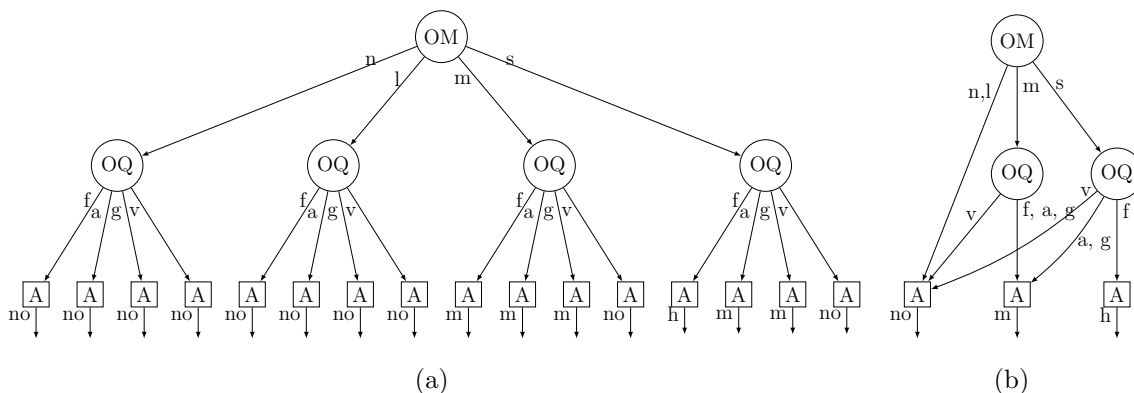 OM OM
n l m s n,l m s
OQ OQ OQ OQ OQ OQ
f a g v f a g v f a g v f a g v v f, a, g v f
a, g
A A A A A A A A A A A A A A A A A A A
no no no no no no no no m m m no h m m no no m h
(a) (b)